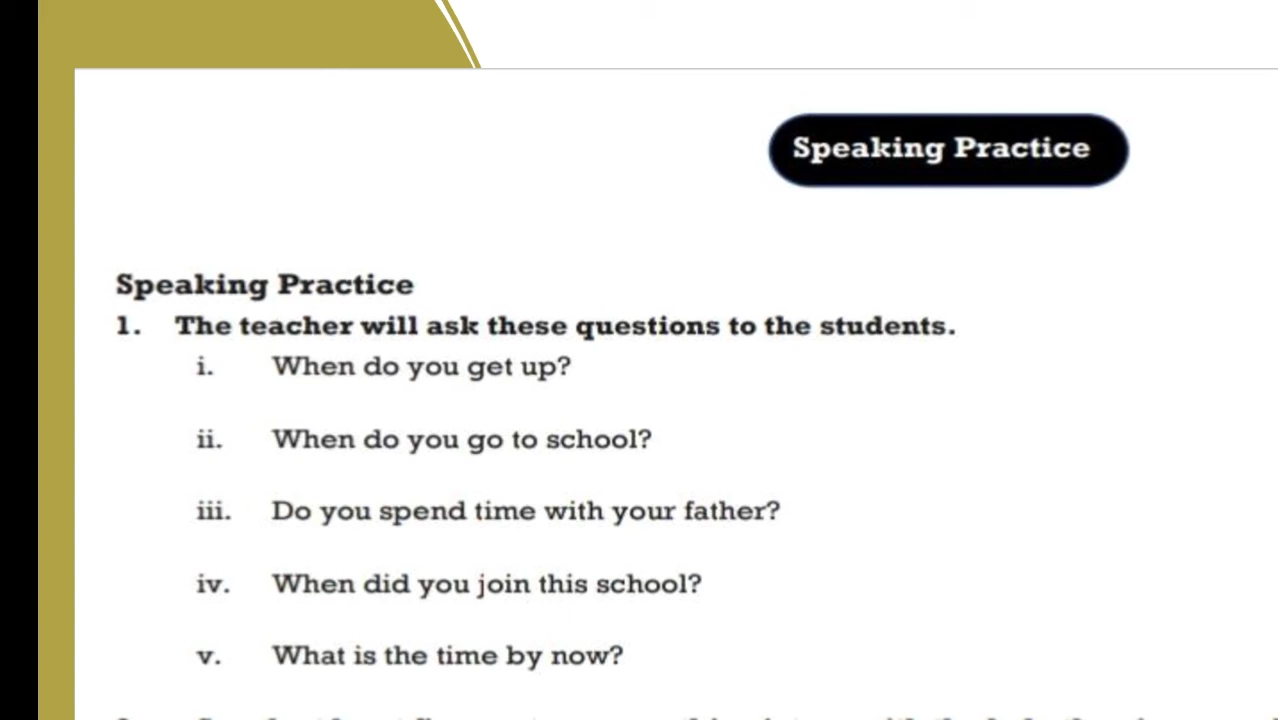 Speaking Practice
Speaking Practice
1. The teacher will ask these questions to the students.
i. When do you get up?
ii. When do you go to school?
iii. Do you spend time with your father?
iv. When did you join this school?
v. What is the time by now?